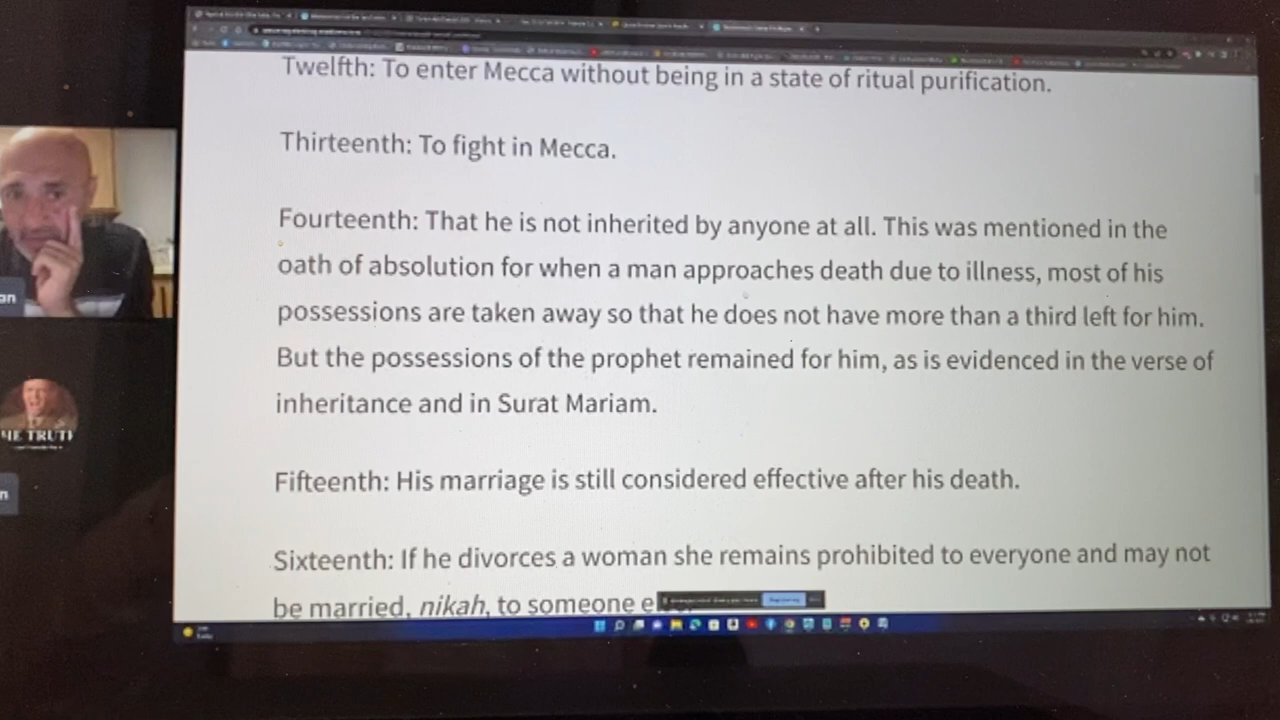 Twelfth: To enter Mecca without being in a state of ritual purification.
Thirteenth: To fight in Mecca.
Fourteenth: That he is not inherited by anyone at all. This was mentioned in the
oath of absolution for when a man approaches death due to illness, most of his
possessions are taken away so that he does not have more than a third left for him.
But the possessions of the prophet remained for him, as is evidenced in the verse of
inheritance and in Surat Mariam.
Fifteenth: His marriage is still considered effective after his death.
Sixteenth: If he divorces a woman she remains prohibited to everyone and may not
be married, nikah, to someone